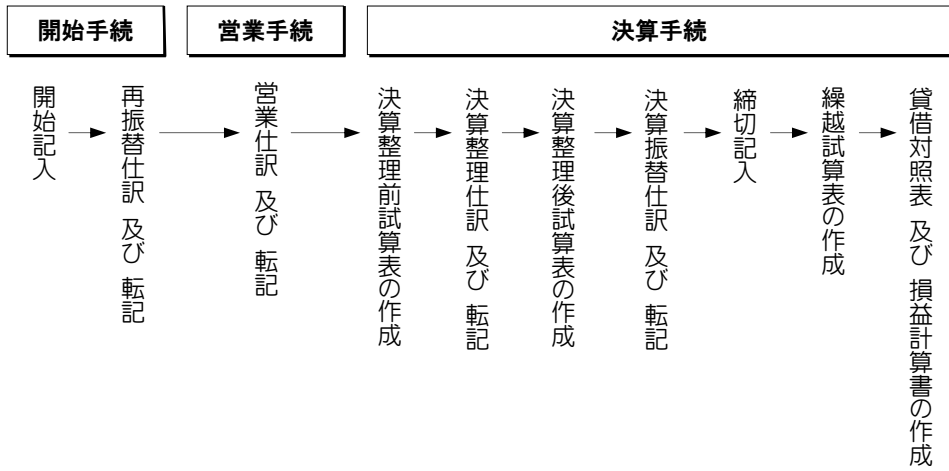 開始手続
営業手続
決算手続
開始記入
再振替仕訳 及び 転記
営業仕訳 及び 転記
決算整理前試算表の作成
決算整理仕訳 及び 転記
決算整理後試算表の作成
決算振替仕訳 及び 転記
締切記入
繰越試算表の作成
貸借対照表 及び 損益計算書の作成